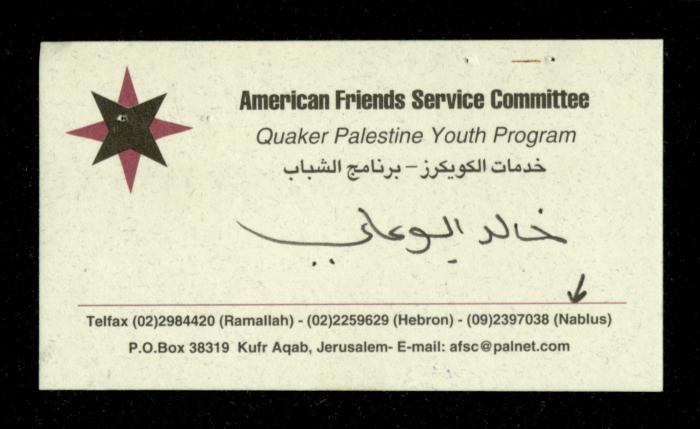 American Friends Service Committee
Quaker Palestine Youth Program
خدمات الكويكرز – برنامج الشباب
خالد
Telfax (02)2984420 (Ramallah) - (02)2259629 (Hebron) - (09)2397038 (Nablus)
P.O.Box 38319 Kufr Aqab, Jerusalem- E-mail: afsc@palnet.com